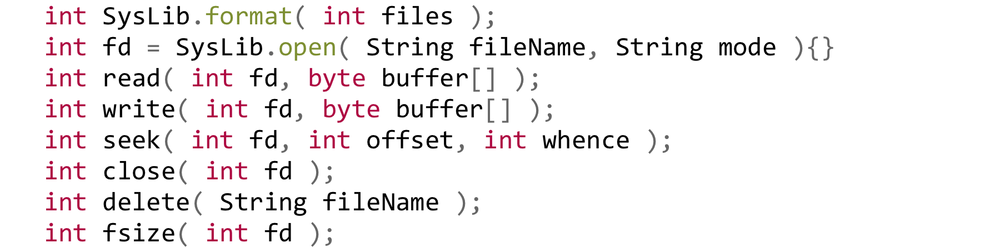 int SysLib.format( int files );
int fd = SysLib.open( String fileName, String mode ){}
int read( int fd, byte buffer[] );
int write( int fd, byte buffer[] );
int seek( int fd, int offset, int whence );
int close( int fd );
int delete( String fileName );
int fsize( int fd );